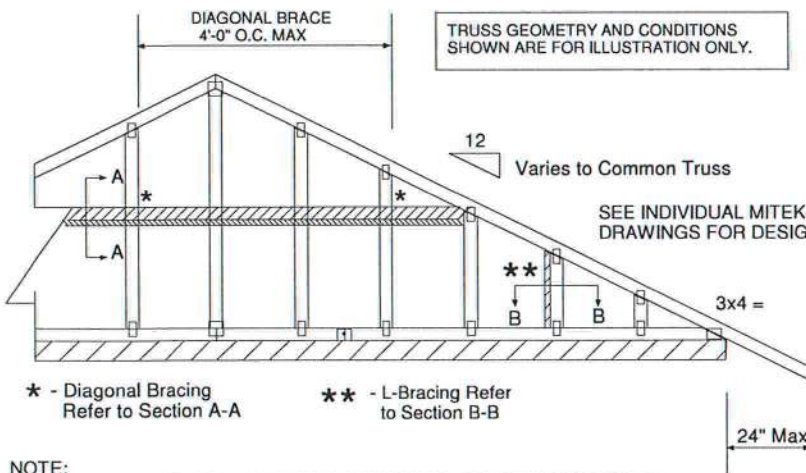 DIAGONAL BRACE
4'-0" O.C. MAX
TRUSS GEOMETRY AND CONDITIONS
SHOWN ARE FOR ILLUSTRATION ONLY.
12
Varies to Common Truss
A
*
*
SEE INDIVIDUAL MITEK
DRAWINGS FOR DESIG
A
**
B
B
3x4 =
* - Diagonal Bracing
Refer to Section A-A
** - L-Bracing Refer
to Section B-B
24" Max
NOTE: